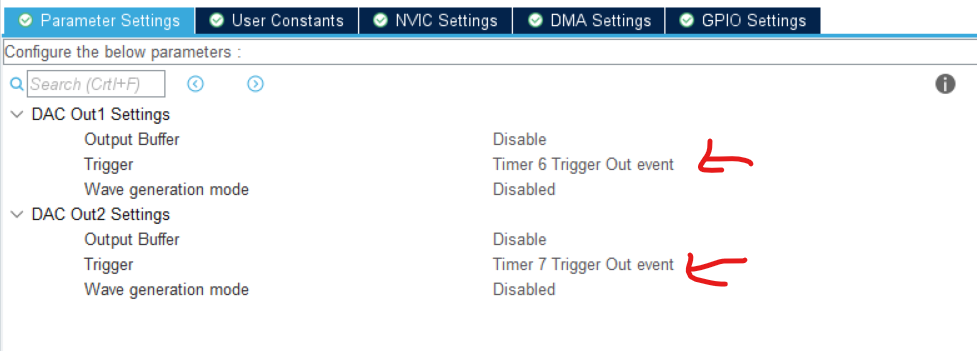 Parameter Settings
User Constants
NVIC Settings
DMA Settings
GPIO Settings
Configure the below parameters :
Search (Crtl+F)
DAC Out1 Settings
Output Buffer Disable
Trigger Timer 6 Trigger Out event
Wave generation mode Disabled
DAC Out2 Settings
Output Buffer Disable
Trigger Timer 7 Trigger Out event
Wave generation mode Disabled